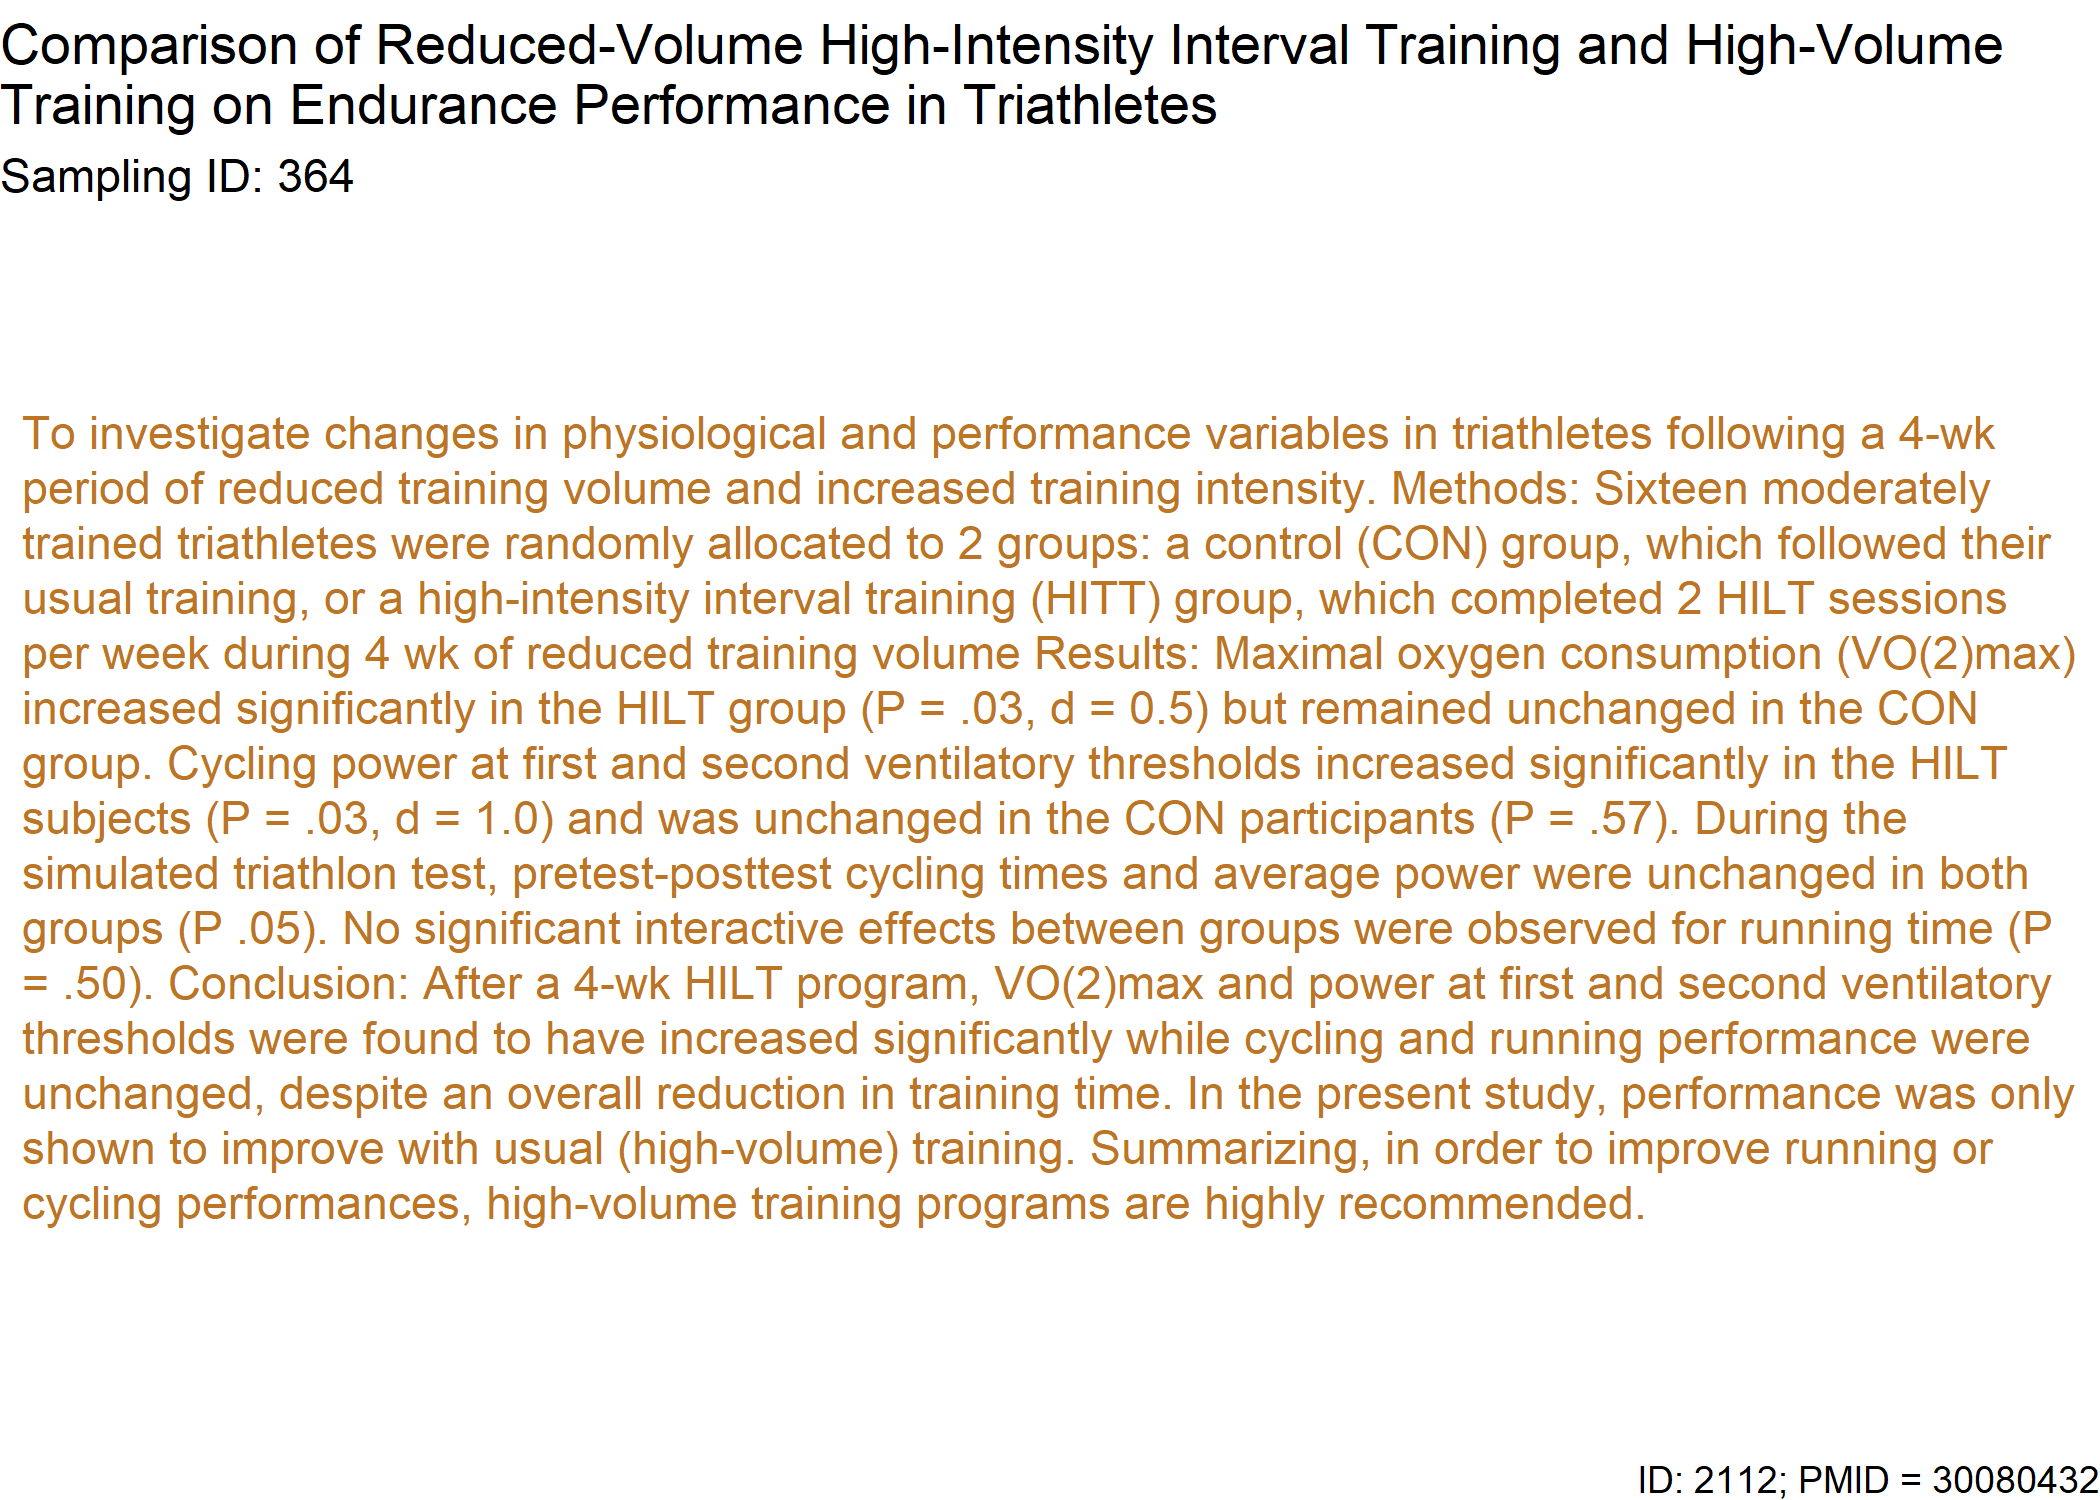 Comparison of Reduced-Volume High-Intensity Interval Training and High-Volume
Training on Endurance Performance in Triathletes
Sampling ID: 364
To investigate changes in physiological and performance variables in triathletes following a 4-wk
period of reduced training volume and increased training intensity. Methods: Sixteen moderately
trained triathletes were randomly allocated to 2 groups: a control (CON) group, which followed their
usual training, or a high-intensity interval training (HITT) group, which completed 2 HILT sessions
per week during 4 wk of reduced training volume Results: Maximal oxygen consumption (VO(2)max)
increased significantly in the HILT group (P = .03, d = 0.5) but remained unchanged in the CON
group. Cycling power at first and second ventilatory thresholds increased significantly in the HILT
subjects (P = .03, d = 1.0) and was unchanged in the CON participants (P = .57). During the
simulated triathlon test, pretest-posttest cycling times and average power were unchanged in both
groups (P .05). No significant interactive effects between groups were observed for running time (P
= .50). Conclusion: After a 4-wk HILT program, VO(2)max and power at first and second ventilatory
thresholds were found to have increased significantly while cycling and running performance were
unchanged, despite an overall reduction in training time. In the present study, performance was only
shown to improve with usual (high-volume) training. Summarizing, in order to improve running or
cycling performances, high-volume training programs are highly recommended.
ID: 2112; PMID = 30080432